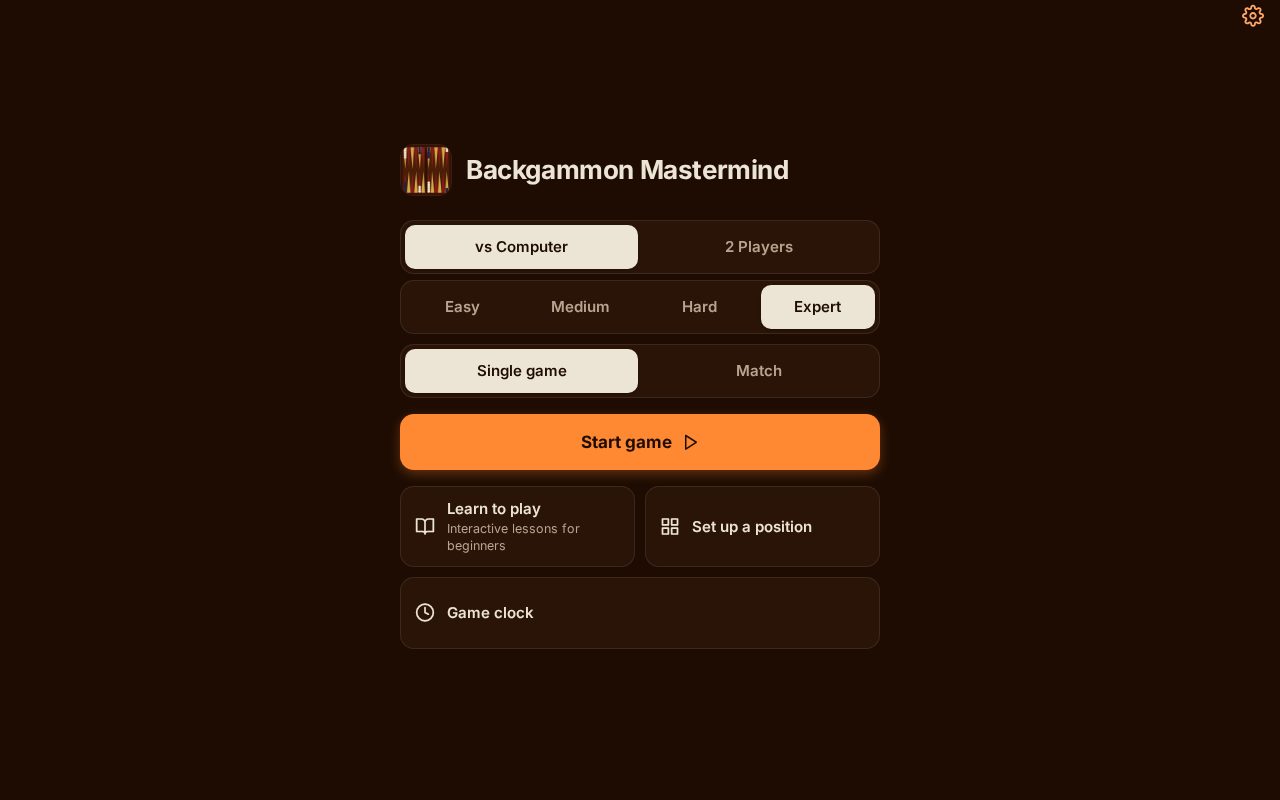 Backgammon Mastermind
vs Computer
2 Players
Easy
Medium
Hard
Expert
Single game
Match
Start game
Learn to play
Interactive lessons for
beginners
Set up a position
Game clock